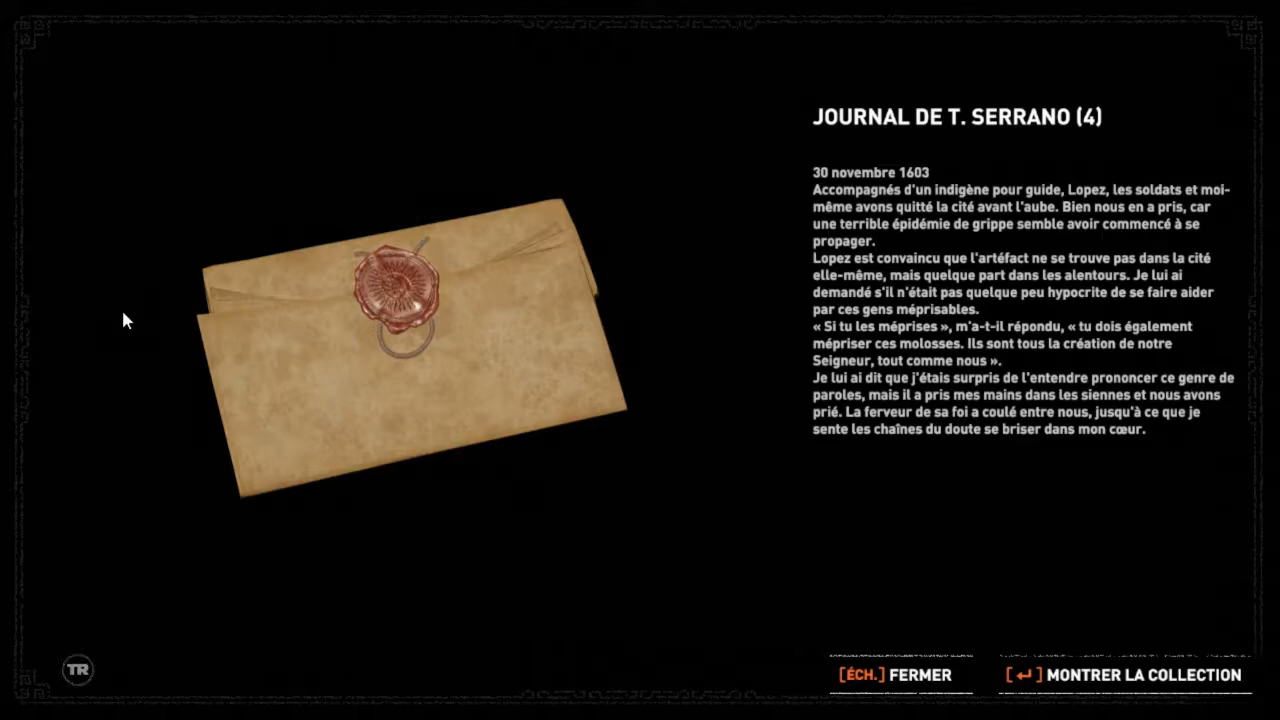 JOURNAL DE T. SERRANO (4)
30 novembre 1603
Accompagnés d'un indigène pour guide, Lopez, les soldats et moi-
même avons quitté la cité avant l'aube. Bien nous en a pris, car
une terrible épidémie de grippe semble avoir commencé à se
propager.
Lopez est convaincu que l'artéfact ne se trouve pas dans la cité
elle-même, mais quelque part dans les alentours. Je lui ai
demandé s'il n'était pas quelque peu hypocrite de se faire aider
par ces gens méprisables.
« Si tu les méprises », m'a-t-il répondu, « tu dois également
mépriser ces molosses. Ils sont tous la création de notre
Seigneur, tout comme nous ».
Je lui ai dit que j'étais surpris de l'entendre prononcer ce genre de
paroles, mais il a pris mes mains dans les siennes et nous avons
prié. La ferveur de sa foi a coulé entre nous, jusqu'à ce que je
sente les chaînes du doute se briser dans mon cœur.
TR
[ÉCH.] FERMER
[↵] MONTRER LA COLLECTION